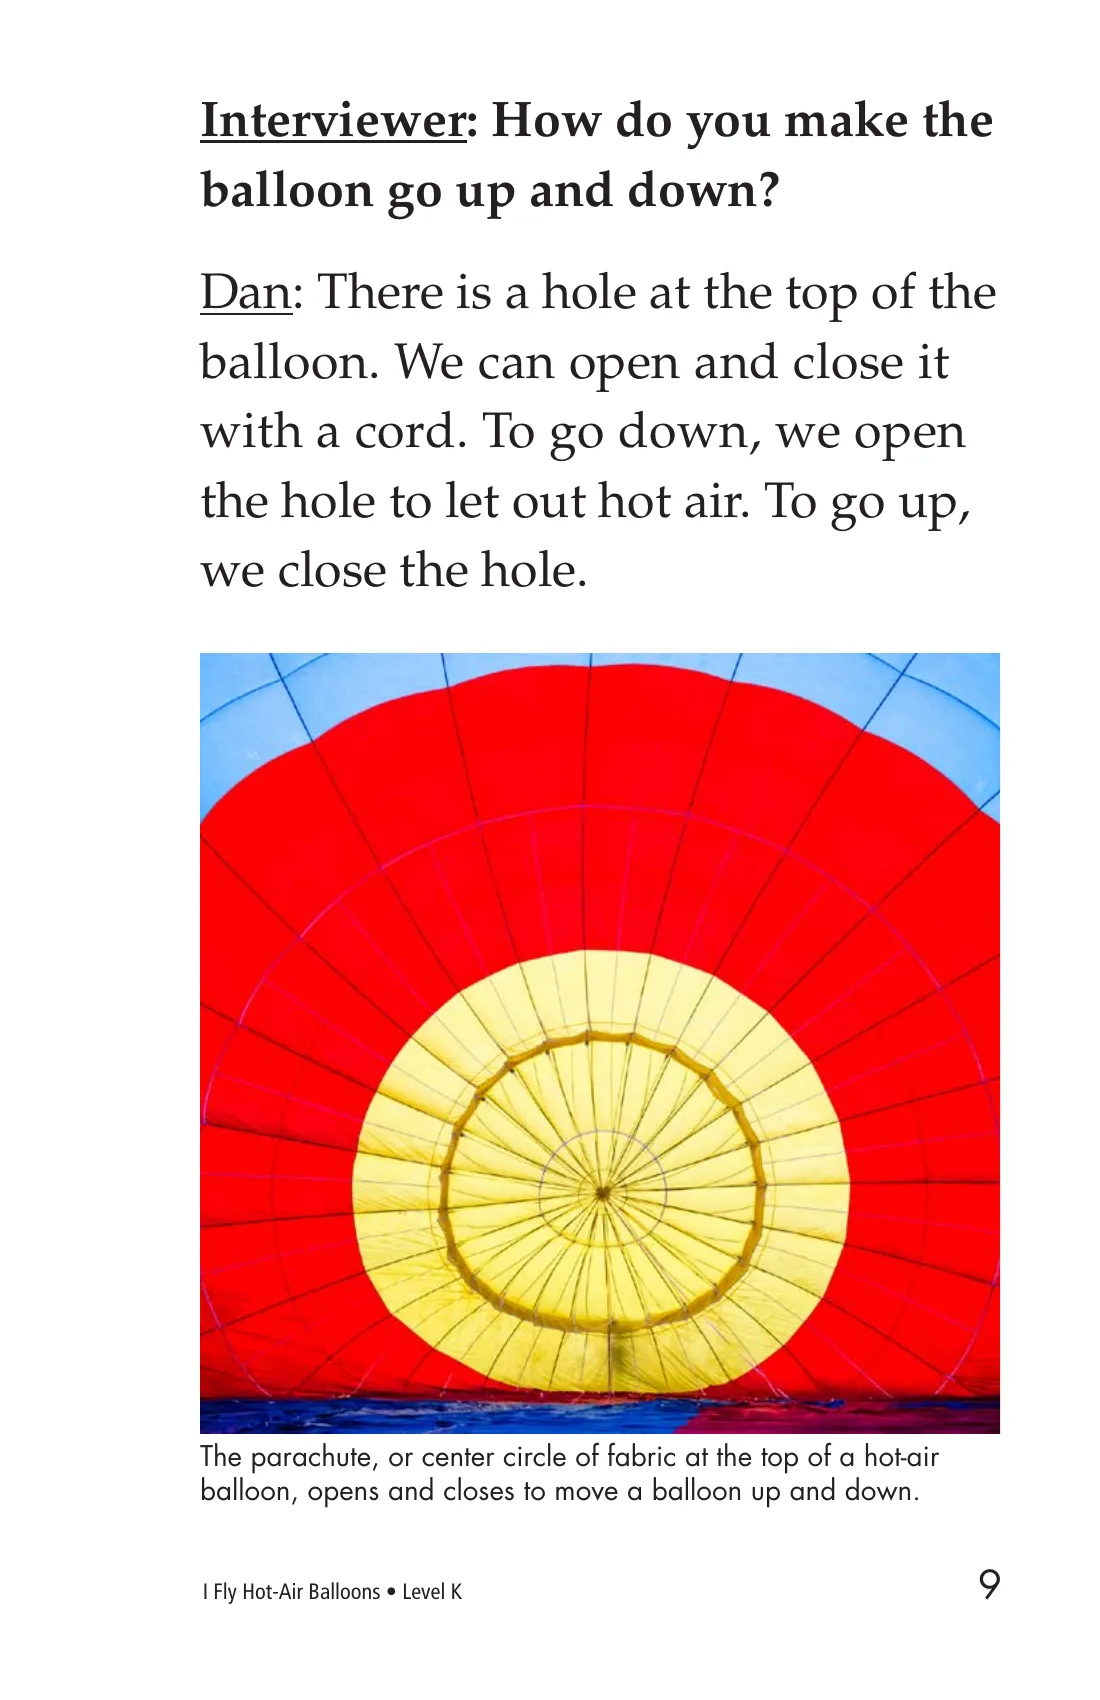 Interviewer: How do you make the
balloon go up and down?
Dan: There is a hole at the top of the
balloon. We can open and close it
with a cord. To go down, we open
the hole to let out hot air. To go up,
we close the hole.
The parachute, or center circle of fabric at the top of a hot-air
balloon, opens and closes to move a balloon up and down.
I Fly Hot-Air Balloons • Level K
9